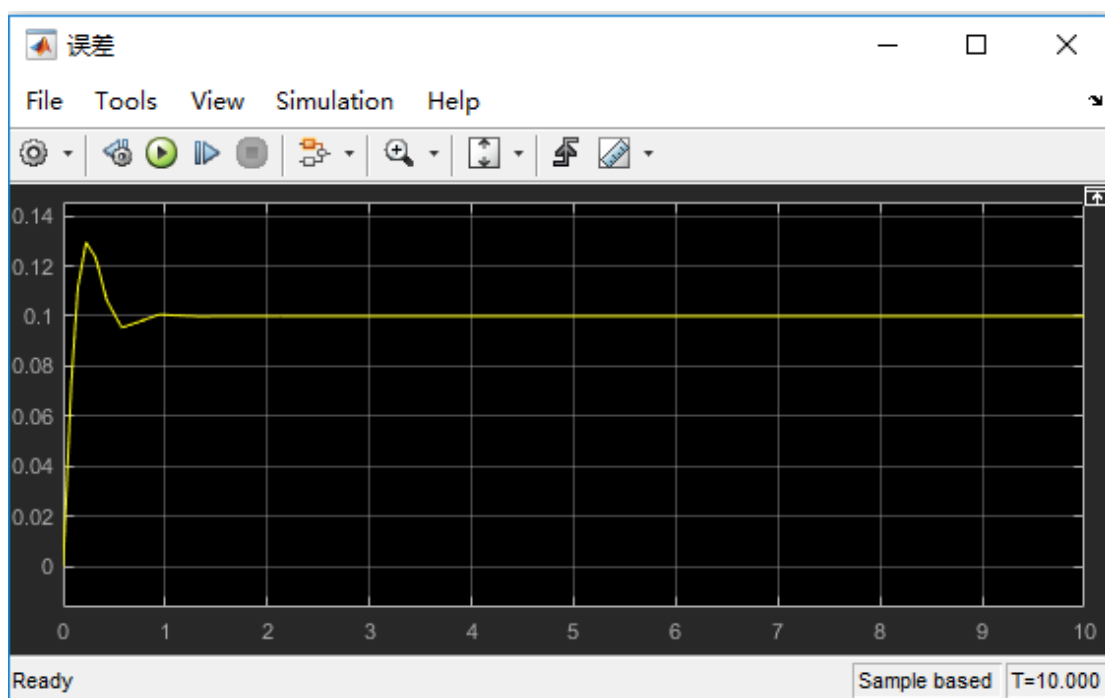 误差
File Tools View Simulation Help
0.14
0.12
0.1
0.08
0.06
0.04
0.02
0
0 1 2 3 4 5 6 7 8 9 10
Ready Sample based T=10.000